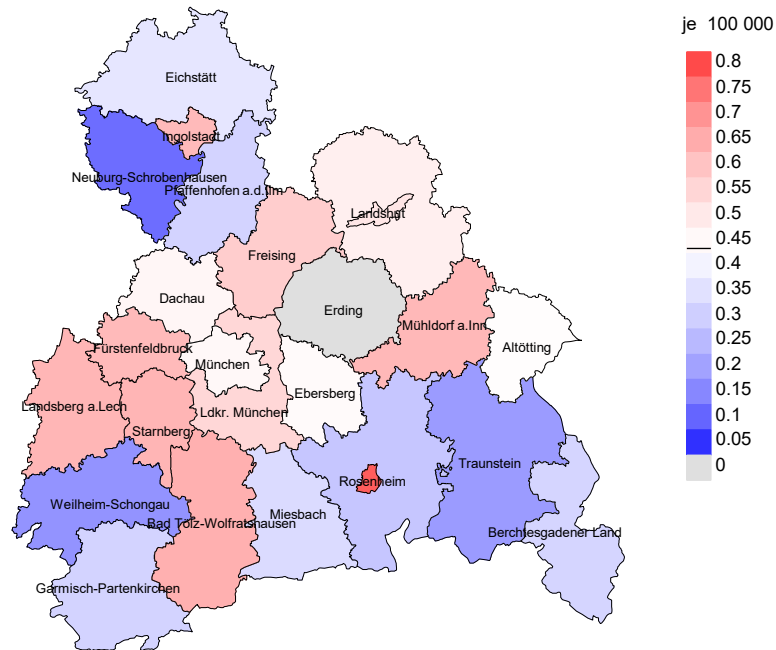 je 100 000
0.8
0.75
0.7
0.65
0.6
0.55
0.5
0.45
0.4
0.35
0.3
0.25
0.2
0.15
0.1
0.05
0
Eichstätt
Ingolstadt
Neuburg-Schrobenhausen
Pfaffenhofen a.d.Ilm
Landshut
Freising
Dachau
Erding
Mühldorf a.Inn
Altötting
Fürstenfeldbruck
München
Ebersberg
Landsberg a.Lech
Ldkr. München
Starnberg
Traunstein
Rosenheim
Weilheim-Schongau
Miesbach
Bad Tölz-Wolfratshausen
Berchtesgadener Land
Garmisch-Partenkirchen